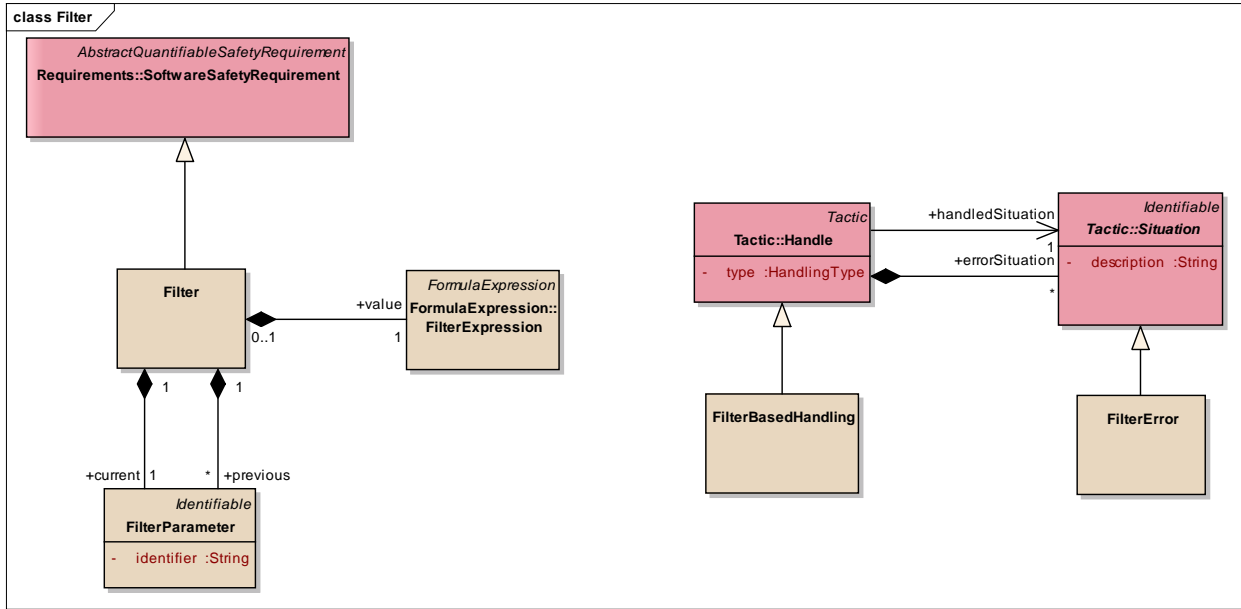 class Filter
AbstractQuantifiableSafetyRequirement
Requirements::SoftwareSafetyRequirement
Filter
+value
0..1
1
FormulaExpression
FormulaExpression::
FilterExpression
1
1
+current
1
*
+previous
Identifiable
FilterParameter
- identifier :String
Tactic
Tactic::Handle
- type :HandlingType
+handledSituation
1
+errorSituation
*
Identifiable
Tactic::Situation
- description :String
FilterBasedHandling
FilterError